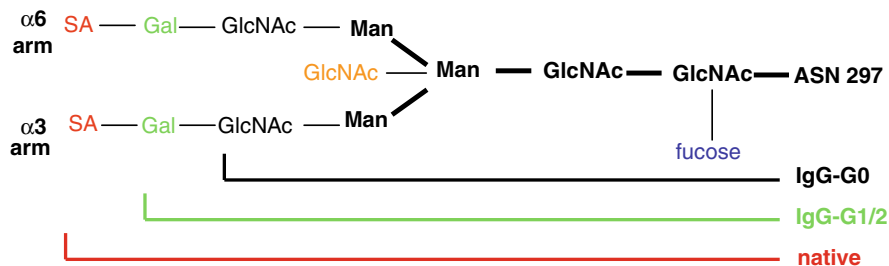 α6 arm SA Gal GlcNAc Man
GlcNAc Man GlcNAc GlcNAc ASN 297
α3 arm SA Gal GlcNAc Man
fucose
IgG-G0
IgG-G1/2
native